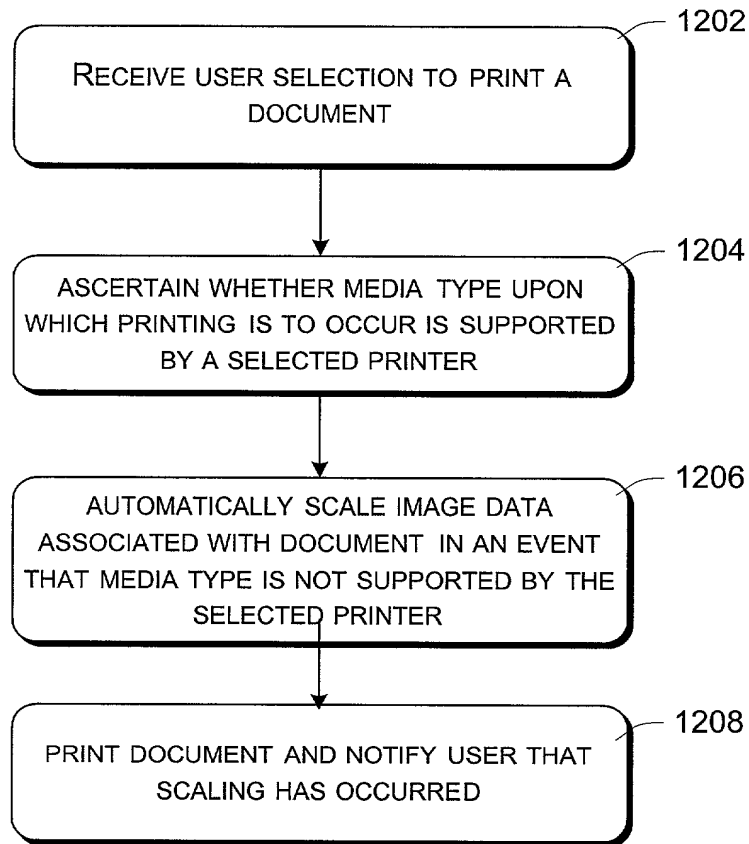 1202
RECEIVE USER SELECTION TO PRINT A
DOCUMENT
1204
ASCERTAIN WHETHER MEDIA TYPE UPON
WHICH PRINTING IS TO OCCUR IS SUPPORTED
BY A SELECTED PRINTER
1206
AUTOMATICALLY SCALE IMAGE DATA
ASSOCIATED WITH DOCUMENT IN AN EVENT
THAT MEDIA TYPE IS NOT SUPPORTED BY THE
SELECTED PRINTER
1208
PRINT DOCUMENT AND NOTIFY USER THAT
SCALING HAS OCCURRED